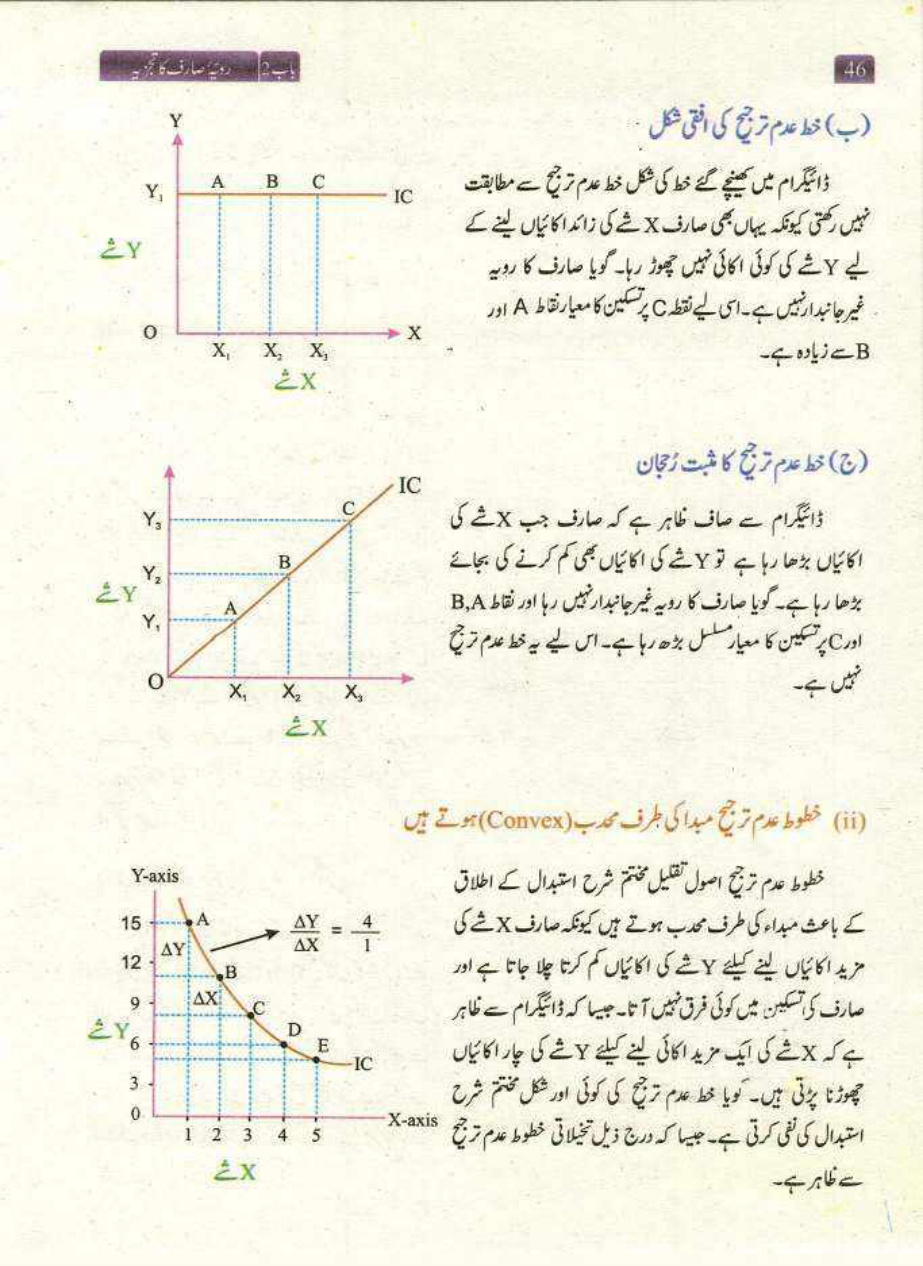 46
باب 2 رویۂ صارف کا تجزیہ
(ب) خط عدم ترجیح کی افقی شکل
ڈائیگرام میں کھینچے گئے خط کی شکل خط عدم ترجیح سے مطابقت
نہیں رکھتی کیونکہ یہاں بھی صارف X شے کی زائد اکائیاں لینے کے
لیے Y شے کی کوئی اکائی نہیں چھوڑ رہا۔ گویا صارف کا رویہ
غیر جانبدار نہیں ہے۔ اسی لیے نقطہ C پر تسکین کا معیار نقاط A اور
B سے زیادہ ہے۔
Y
Y₁ A B C IC
Y شے
O X₁ X₂ X₃ X
X شے
(ج) خط عدم ترجیح کا مثبت رُجحان
ڈائیگرام سے صاف ظاہر ہے کہ صارف جب X شے کی
اکائیاں بڑھا رہا ہے تو Y شے کی اکائیاں بھی کم کرنے کی بجائے
بڑھا رہا ہے۔ گویا صارف کا رویہ غیر جانبدار نہیں رہا اور نقاط B,A
اور C پر تسکین کا معیار مسلسل بڑھ رہا ہے۔ اس لیے یہ خط عدم ترجیح
نہیں ہے۔
IC
Y₃ C
Y₂ B
Y شے
Y₁ A
O X₁ X₂ X₃
X شے
(ii) خطوط عدم ترجیح مبدا کی طرف محدب (Convex) ہوتے ہیں
خطوط عدم ترجیح اصول تقلیل مختتم شرح استبدال کے اطلاق
کے باعث مبداء کی طرف محدب ہوتے ہیں کیونکہ صارف X شے کی
مزید اکائیاں لینے کیلئے Y شے کی اکائیاں کم کرتا چلا جاتا ہے اور
صارف کی تسکین میں کوئی فرق نہیں آتا۔ جیسا کہ ڈائیگرام سے ظاہر
ہے کہ X شے کی ایک مزید اکائی لینے کیلئے Y شے کی چار اکائیاں
چھوڑنا پڑتی ہیں۔ گویا خط عدم ترجیح کی کوئی اور شکل مختتم شرح
استبدال کی نفی کرتی ہے۔ جیسا کہ درج ذیل تخیلاتی خطوط عدم ترجیح
سے ظاہر ہے۔
Y-axis
15 A
ΔY
ΔY/ΔX = 4/1
12 B
ΔX
9 C
Y شے
6 D E
IC
3
0 X-axis
1 2 3 4 5
X شے